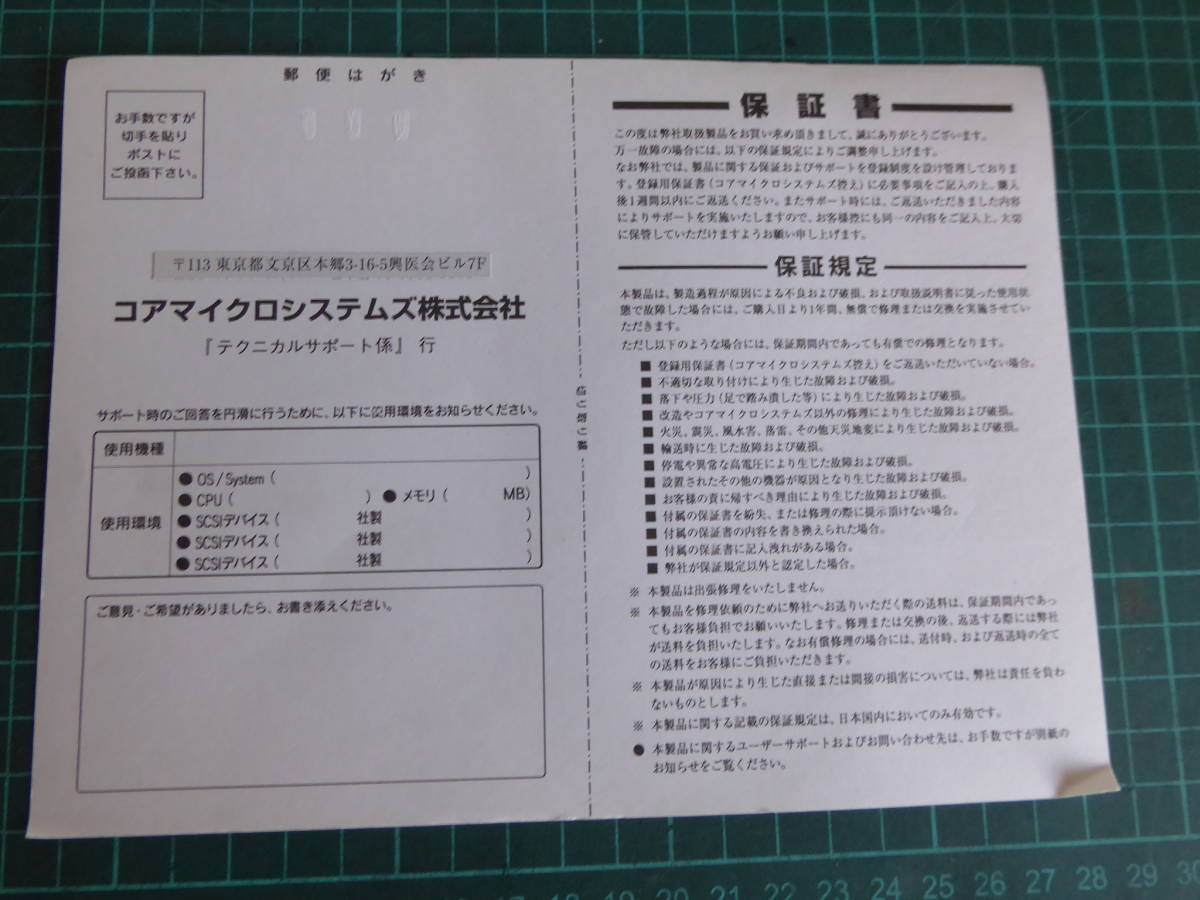 郵便はがき
お手数ですが
切手を貼り
ポストに
ご投函下さい。
〒113 東京都文京区本郷3-16-5興医会ビル7F
コアマイクロシステムズ株式会社
『テクニカルサポート係』行
サポート時のご回答を円滑に行うために、以下に使用環境をお知らせください。
使用機種
使用環境
● OS/System ( )
● CPU ( ) ● メモリ ( MB)
● SCSIデバイス ( 社製 )
● SCSIデバイス ( 社製 )
● SCSIデバイス ( 社製 )
ご意見・ご希望がありましたら、お書き添えください。
切り取り線
保証書
この度は弊社取扱製品をお買い求め頂きまして、誠にありがとうございます。
万一故障の場合には、以下の保証規定によりご調整申し上げます。
なお弊社では、製品に関する保証およびサポートを登録制度を設け管理しておりま
す。登録用保証書(コアマイクロシステムズ控え)に必要事項をご記入の上、購入
後1週間以内にご返送ください。またサポート時には、ご返送いただきました内容
によりサポートを実施いたしますので、お客様控にも同一の内容をご記入上、大切
に保管していただけますようお願い申し上げます。
保証規定
本製品は、製造過程が原因による不良および破損、および取扱説明書に従った使用状
態で故障した場合には、ご購入日より1年間、無償で修理または交換を実施させてい
ただきます。
ただし以下のような場合には、保証期間内であっても有償での修理となります。
■ 登録用保証書(コアマイクロシステムズ控え)をご返送いただいていない場合。
■ 不適切な取り付けにより生じた故障および破損。
■ 落下や圧力(足で踏み潰した等)により生じた故障および破損。
■ 改造やコアマイクロシステムズ以外の修理により生じた故障および破損。
■ 火災、震災、風水害、落雷、その他天災地変により生じた故障および破損。
■ 輸送時に生じた故障および破損。
■ 停電や異常な高電圧により生じた故障および破損。
■ 設置されたその他の機器が原因となり生じた故障および破損。
■ お客様の責に帰すべき理由により生じた故障および破損。
■ 付属の保証書を紛失、または修理の際に提示頂けない場合。
■ 付属の保証書の内容を書き換えられた場合。
■ 付属の保証書に記入洩れがある場合。
■ 弊社が保証規定以外と認定した場合。
※ 本製品は出張修理をいたしません。
※ 本製品を修理依頼のために弊社へお送りいただく際の送料は、保証期間内であっ
てもお客様負担でお願いいたします。修理または交換の後、返送する際には弊社
が送料を負担いたします。なお有償修理の場合には、送付時、および返送時の全て
の送料をお客様にご負担いただきます。
※ 本製品が原因により生じた直接または間接の損害については、弊社は責任を負わ
ないものとします。
※ 本製品に関する記載の保証規定は、日本国内においてのみ有効です。
● 本製品に関するユーザーサポートおよびお問い合わせ先は、お手数ですが別紙の
お知らせをご覧ください。
18 19 20 21 22 23 24 25 26 27 28 29 30